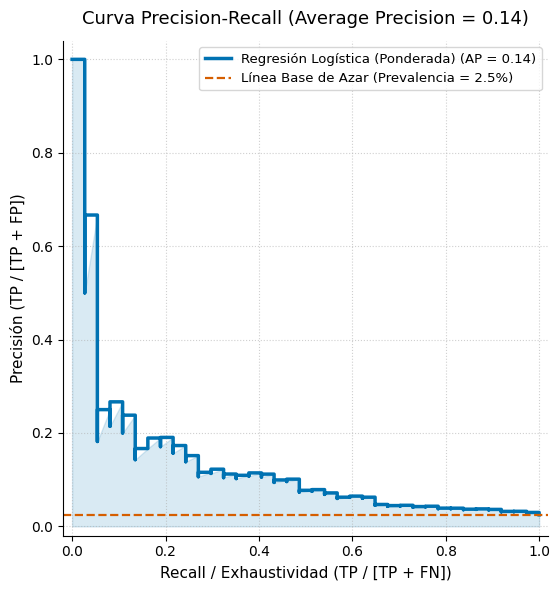 Curva Precision-Recall (Average Precision = 0.14)
Regresión Logística (Ponderada) (AP = 0.14)
Línea Base de Azar (Prevalencia = 2.5%)
Precisión (TP / [TP + FP])
1.0
0.8
0.6
0.4
0.2
0.0
0.0 0.2 0.4 0.6 0.8 1.0
Recall / Exhaustividad (TP / [TP + FN])